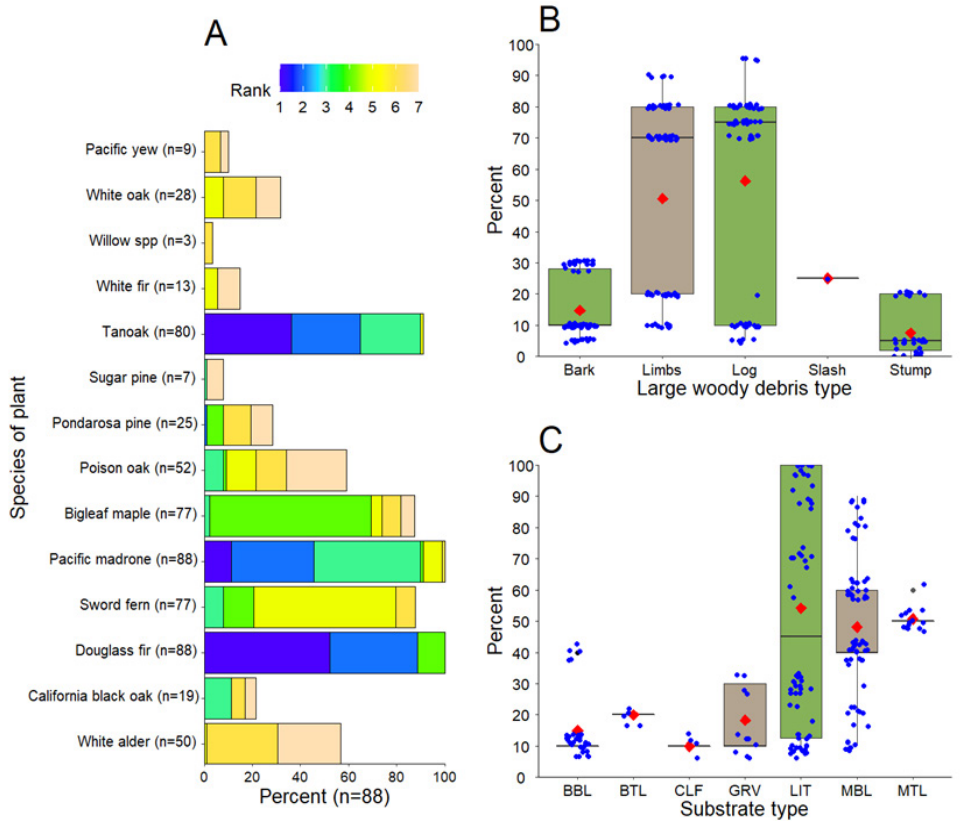 A
Rank
1 2 3 4 5 6 7
Species of plant
Pacific yew (n=9)
White oak (n=28)
Willow spp (n=3)
White fir (n=13)
Tanoak (n=80)
Sugar pine (n=7)
Pondarosa pine (n=25)
Poison oak (n=52)
Bigleaf maple (n=77)
Pacific madrone (n=88)
Sword fern (n=77)
Douglass fir (n=88)
California black oak (n=19)
White alder (n=50)
0 20 40 60 80 100
Percent (n=88)
B
Percent
100
90
80
70
60
50
40
30
20
10
0
Bark Limbs Log Slash Stump
Large woody debris type
C
Percent
100
90
80
70
60
50
40
30
20
10
0
BBL BTL CLF GRV LIT MBL MTL
Substrate type